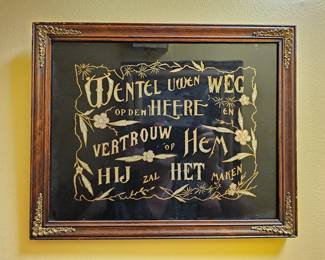 WENTEL UWEN WEG
OP DEN HEERE EN
VERTROUW OP HEM
HIJ ZAL HET MAKEN